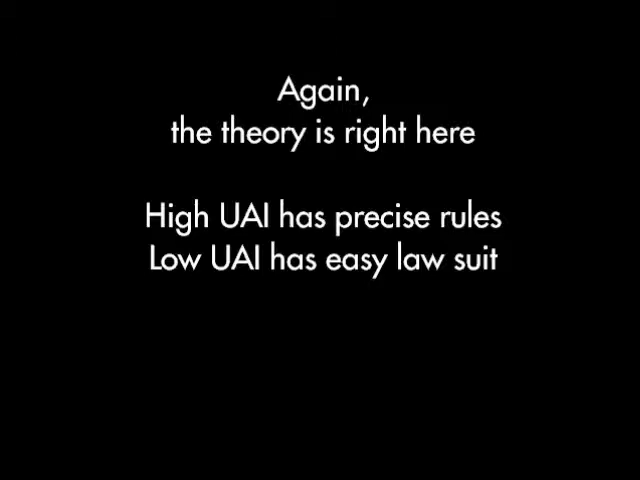 Again,
the theory is right here
High UAI has precise rules
Low UAI has easy law suit